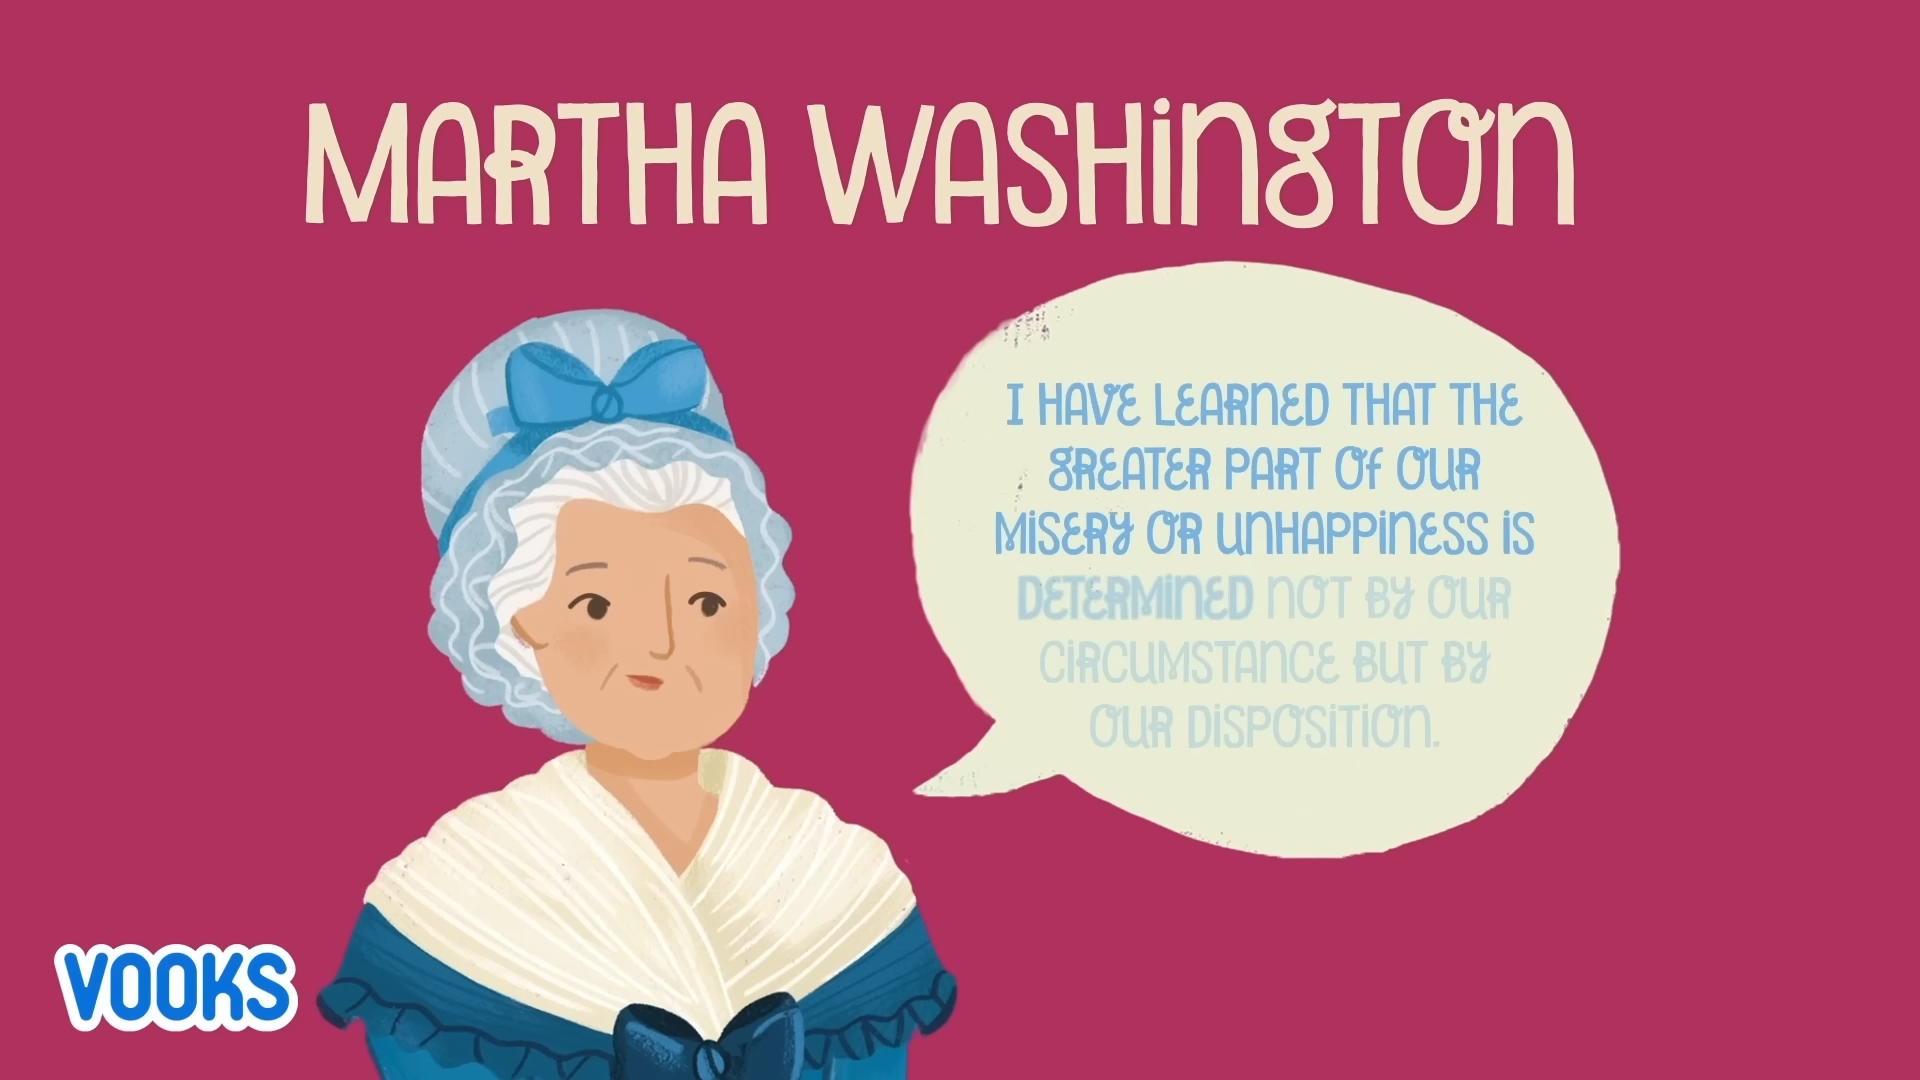 MARTHA WASHINGTON
I HAVE LEARNED THAT THE
GREATER PART OF OUR
MISERY OR UNHAPPINESS IS
DETERMINED NOT BY OUR
CIRCUMSTANCE BUT BY
OUR DISPOSITION.
VOOKS